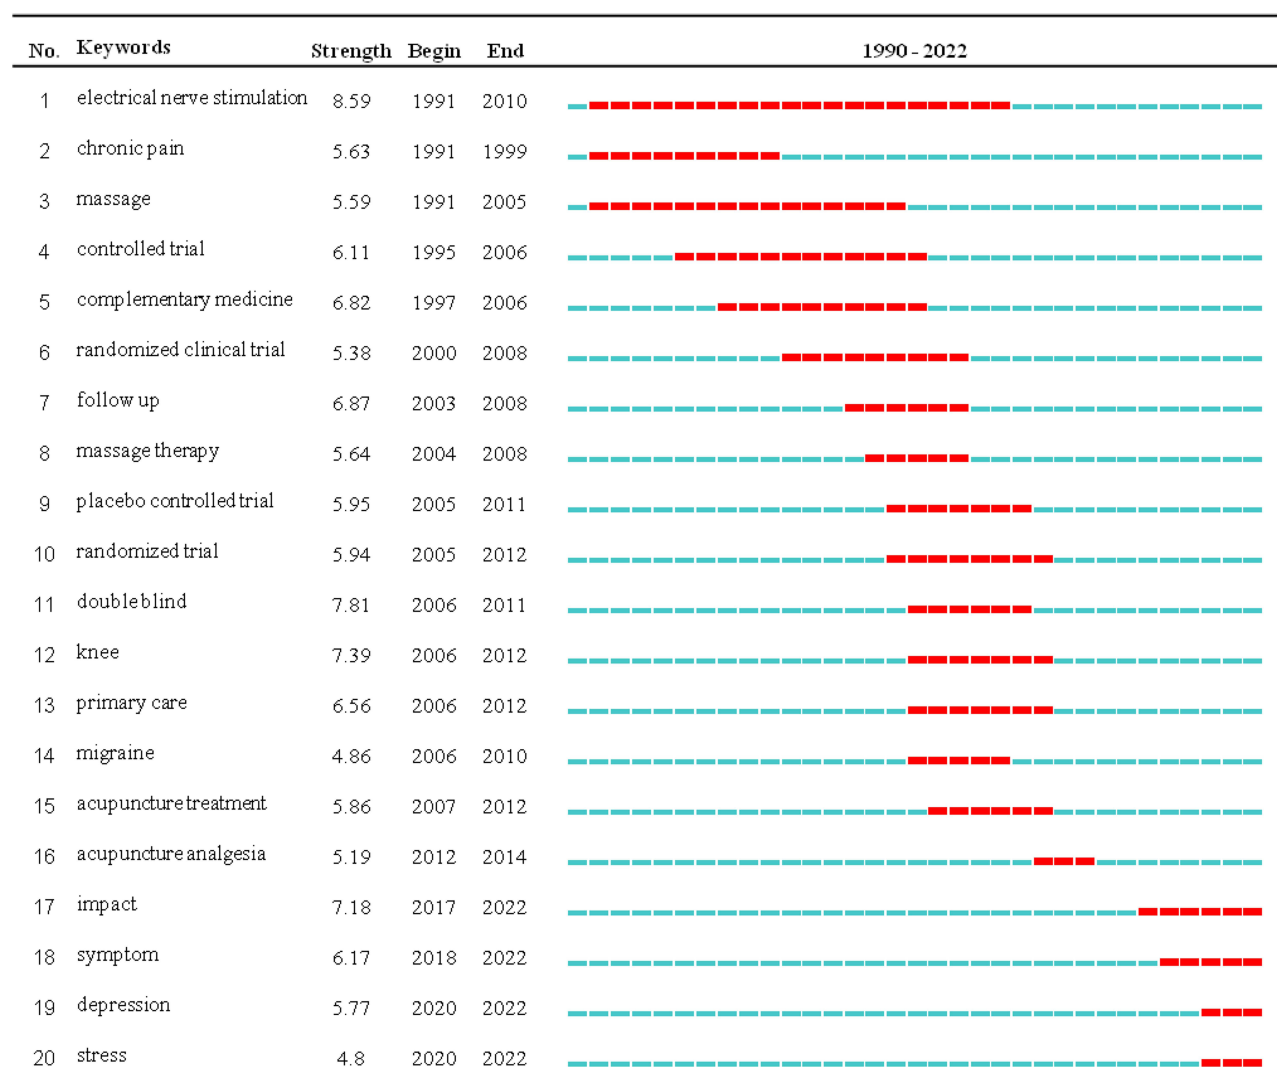 No. Keywords Strength Begin End 1990 - 2022
1 electrical nerve stimulation 8.59 1991 2010
2 chronic pain 5.63 1991 1999
3 massage 5.59 1991 2005
4 controlled trial 6.11 1995 2006
5 complementary medicine 6.82 1997 2006
6 randomized clinical trial 5.38 2000 2008
7 follow up 6.87 2003 2008
8 massage therapy 5.64 2004 2008
9 placebo controlled trial 5.95 2005 2011
10 randomized trial 5.94 2005 2012
11 double blind 7.81 2006 2011
12 knee 7.39 2006 2012
13 primary care 6.56 2006 2012
14 migraine 4.86 2006 2010
15 acupuncture treatment 5.86 2007 2012
16 acupuncture analgesia 5.19 2012 2014
17 impact 7.18 2017 2022
18 symptom 6.17 2018 2022
19 depression 5.77 2020 2022
20 stress 4.8 2020 2022